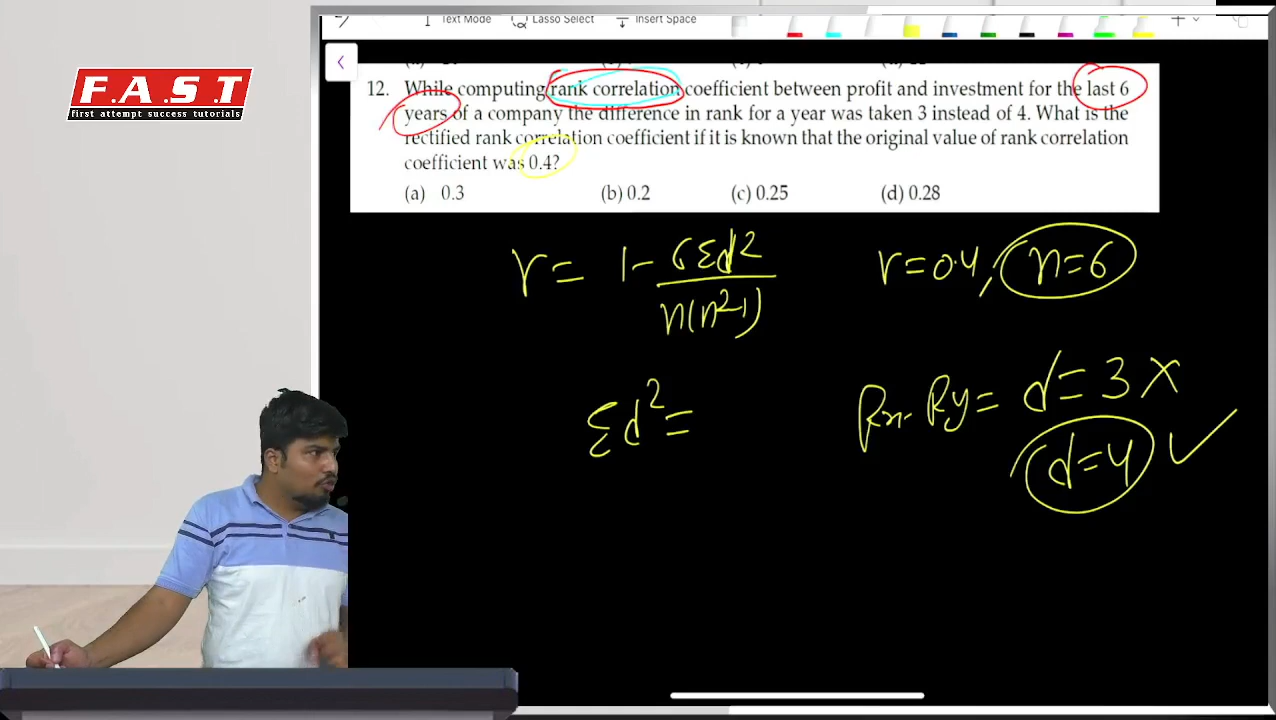 Text Mode Lasso Select Insert Space
F.A.S.T
first attempt success tutorials
12. While computing rank correlation coefficient between profit and investment for the last 6
years of a company the difference in rank for a year was taken 3 instead of 4. What is the
rectified rank correlation coefficient if it is known that the original value of rank correlation
coefficient was 0.4?
(a) 0.3 (b) 0.2 (c) 0.25 (d) 0.28
r = 1 - 6Σd²/n(n²-1) r=0.4, n=6
Σd² = Rx-Ry = d=3 X
d=4 ✓